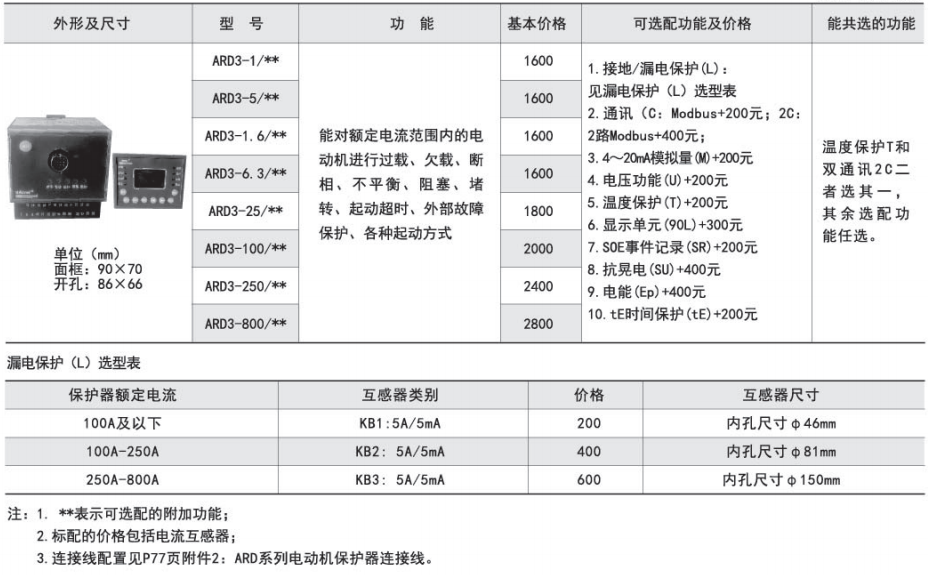 外形及尺寸 型 号 功 能 基本价格 可选配功能及价格 能共选的功能
ARD3-1/** 1600
ARD3-5/** 1600
ARD3-1.6/** 1600
ARD3-6.3/** 1600
ARD3-25/** 1800
ARD3-100/** 2000
ARD3-250/** 2400
ARD3-800/** 2800
单位（mm）
面框：90×70
开孔：86×66
能对额定电流范围内的电
动机进行过载、欠载、断
相、不平衡、阻塞、堵
转、起动超时、外部故障
保护、各种起动方式
1.接地/漏电保护(L)：
见漏电保护（L）选型表
2.通讯（C：Modbus+200元；2C：
2路Modbus+400元；
3.4～20mA模拟量(M)+200元
4.电压功能(U)+200元
5.温度保护(T)+200元
6.显示单元(90L)+300元
7.SOE事件记录(SR)+200元
8.抗晃电(SU)+400元
9.电能(Ep)+400元
10.tE时间保护(tE)+200元
温度保护T和
双通讯2C二
者选其一，
其余选配功
能任选。
漏电保护（L）选型表
保护器额定电流 互感器类别 价格 互感器尺寸
100A及以下 KB1:5A/5mA 200 内孔尺寸φ46mm
100A-250A KB2: 5A/5mA 400 内孔尺寸φ81mm
250A-800A KB3: 5A/5mA 600 内孔尺寸φ150mm
注：1. **表示可选配的附加功能；
2.标配的价格包括电流互感器；
3.连接线配置见P77页附件2：ARD系列电动机保护器连接线。